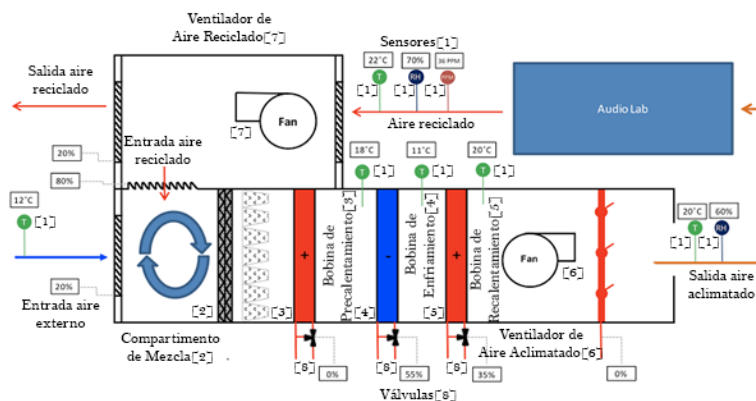 Ventilador de
Aire Reciclado[7]
Sensores[1]
22°C
70%
36 PPM
T
RH
PPM
[1]
[1]
[1]
Salida aire
reciclado
Fan
[7]
Aire reciclado
Audio Lab
Entrada aire
reciclado
20%
80%
18°C
11°C
20°C
T
[1]
T
[1]
T
[1]
12°C
T
[1]
20°C
60%
T
RH
[1]
[1]
Bobina de
Precalentamiento[3]
Bobina de
Enfriamiento[4]
Bobina de
Recalentamiento[5]
+
-
+
Fan
[6]
Salida aire
aclimatado
20%
Entrada aire
externo
[2]
[3]
[4]
[5]
Compartimento
de Mezcla[2]
Ventilador de
Aire Aclimatado[6]
[8]
0%
[8]
55%
[8]
35%
0%
Válvulas[8]